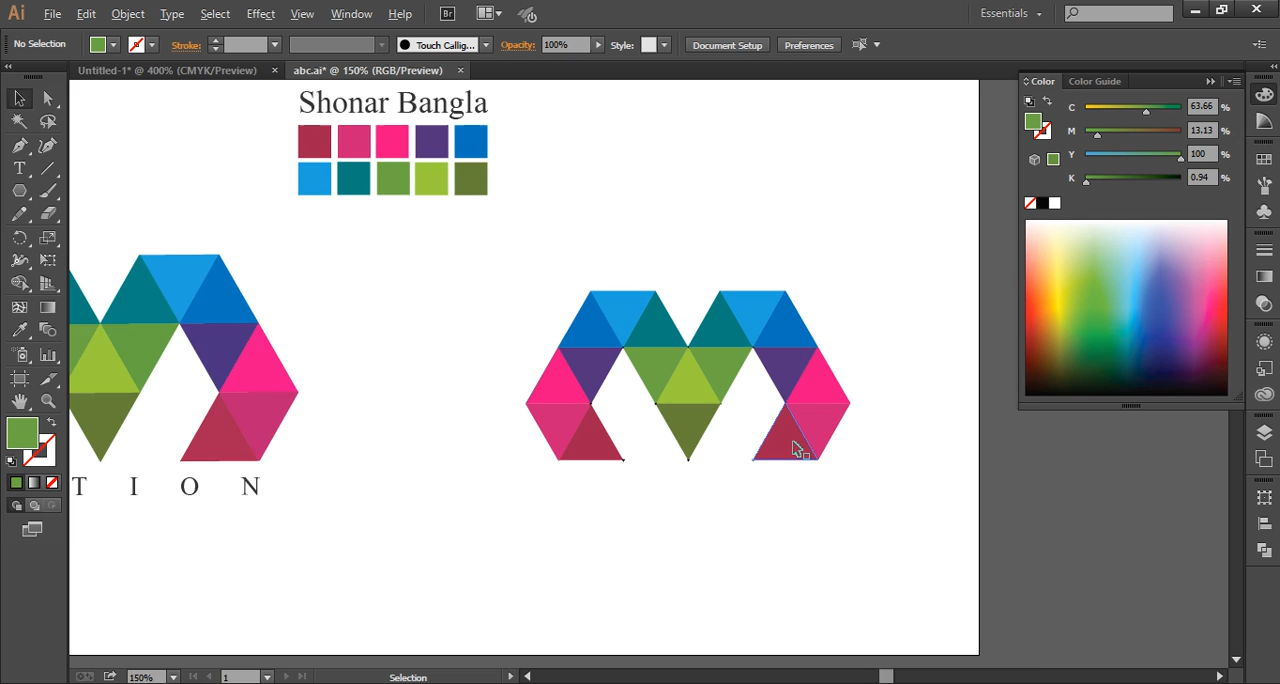 Ai File Edit Object Type Select Effect View Window Help Br Essentials
No Selection Stroke: Touch Callig... Opacity: 100% Style: Document Setup Preferences
Untitled-1* @ 400% (CMYK/Preview) × abc.ai* @ 150% (RGB/Preview) ×
Color Color Guide
C 63.66 %
M 13.13 %
Y 100 %
K 0.94 %
Shonar Bangla
T I O N
150% 1 Selection